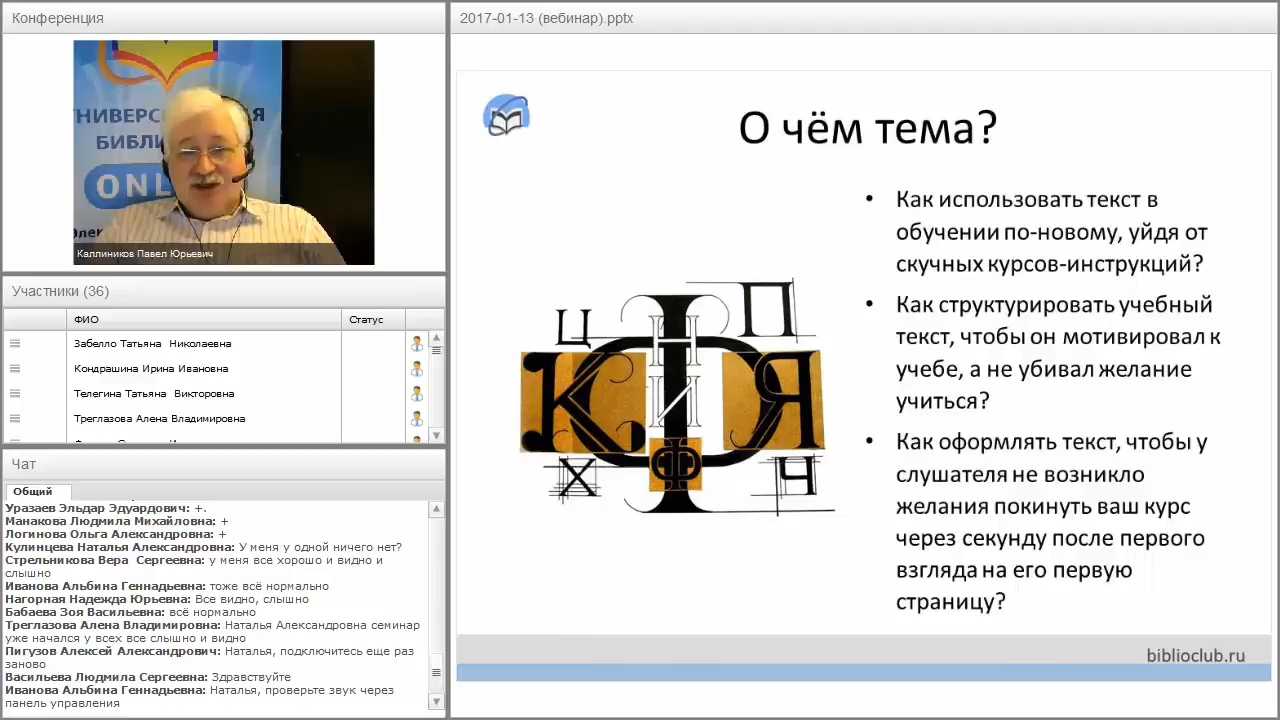 Конференция
УНИВЕРСИТЕТСКАЯ
ONL
Каллиников Павел Юрьевич
Участники (36)
ФИО
Статус
Забелло Татьяна Николаевна
Кондрашина Ирина Ивановна
Телегина Татьяна Викторовна
Треглазова Алена Владимировна
Чат
Общий
Уразаев Эльдар Эдуардович: +.
Манакова Людмила Михайловна: +
Логинова Ольга Александровна: +
Кулинцева Наталья Александровна: У меня у одной ничего нет?
Стрельникова Вера Сергеевна: у меня все хорошо и видно и
слышно
Иванова Альбина Геннадьевна: тоже всё нормально
Нагорная Надежда Юрьевна: Все видно, слышно
Бабаева Зоя Васильевна: всё нормально
Треглазова Алена Владимировна: Наталья Александровна семинар
уже начался у всех все слышно и видно
Пигузов Алексей Александрович: Наталья, подключитесь еще раз
заново
Васильева Людмила Сергеевна: Здравствуйте
Иванова Альбина Геннадьевна: Наталья, проверьте звук через
панель управления
2017-01-13 (вебинар).pptx
О чём тема?
• Как использовать текст в
обучении по-новому, уйдя от
скучных курсов-инструкций?
• Как структурировать учебный
текст, чтобы он мотивировал к
учебе, а не убивал желание
учиться?
• Как оформлять текст, чтобы у
слушателя не возникло
желания покинуть ваш курс
через секунду после первого
взгляда на его первую
страницу?
Ц
П
Н
К
И
Я
Ф
Х
Ч
biblioclub.ru